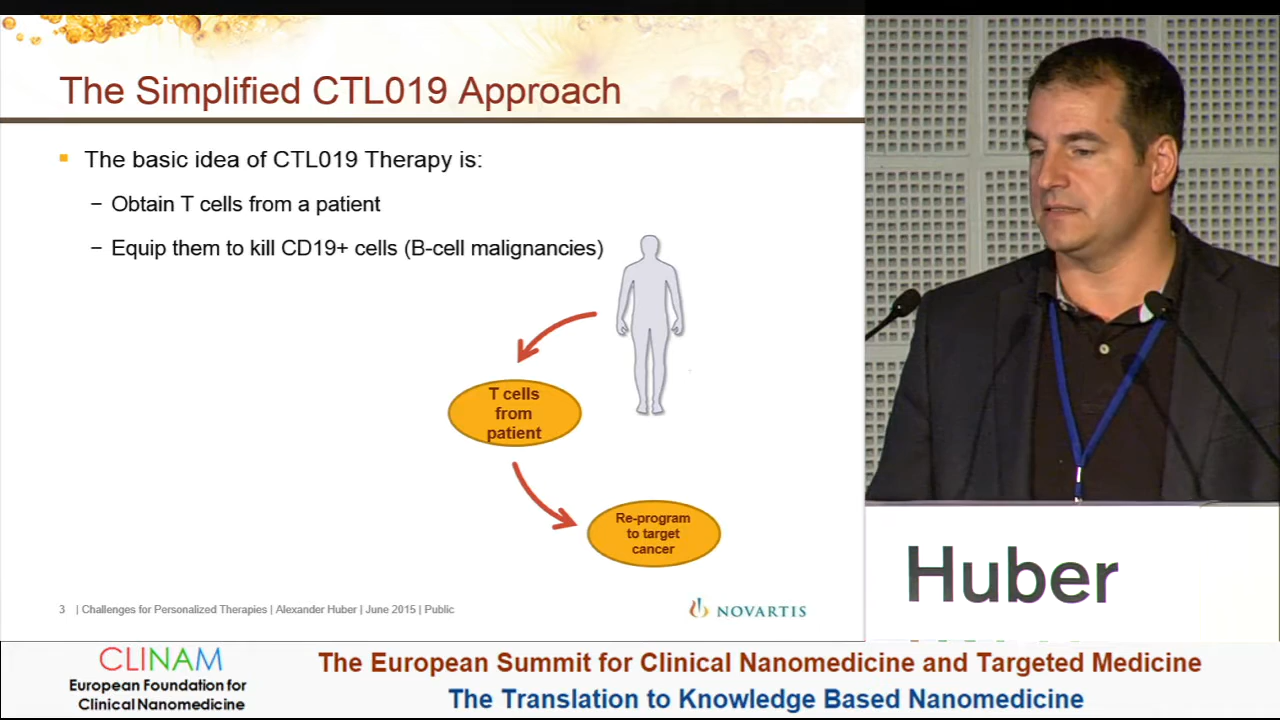 The Simplified CTL019 Approach
▪ The basic idea of CTL019 Therapy is:
− Obtain T cells from a patient
− Equip them to kill CD19+ cells (B-cell malignancies)
T cells
from
patient
Re-program
to target
cancer
3 | Challenges for Personalized Therapies | Alexander Huber | June 2015 | Public
NOVARTIS
Huber
CLINAM
European Foundation for
Clinical Nanomedicine
The European Summit for Clinical Nanomedicine and Targeted Medicine
The Translation to Knowledge Based Nanomedicine